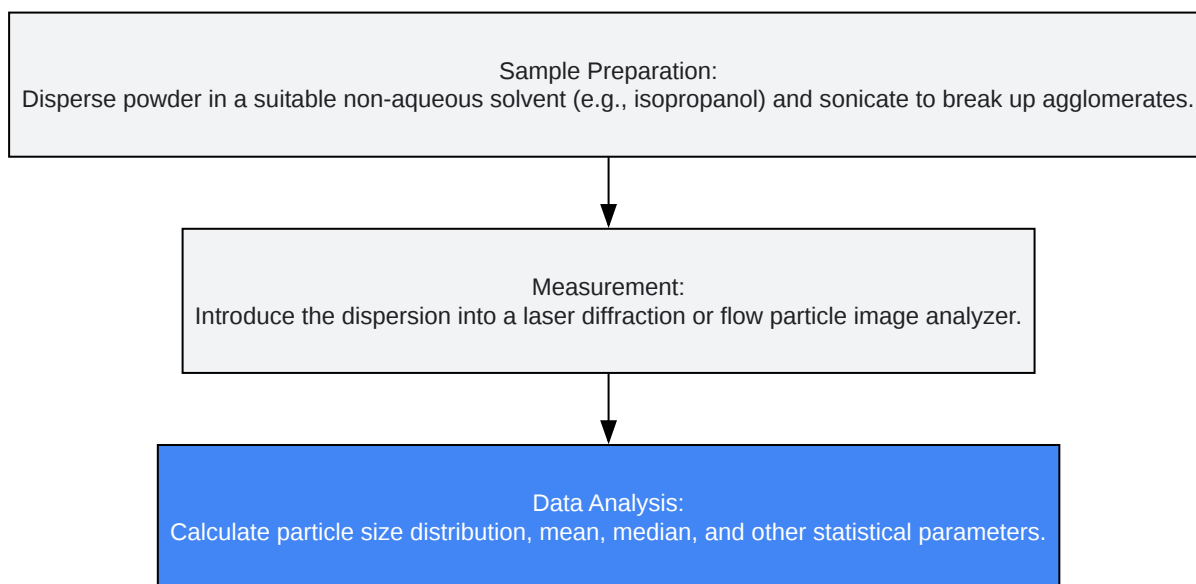 Sample Preparation:
Disperse powder in a suitable non-aqueous solvent (e.g., isopropanol) and sonicate to break up agglomerates.
Measurement:
Introduce the dispersion into a laser diffraction or flow particle image analyzer.
Data Analysis:
Calculate particle size distribution, mean, median, and other statistical parameters.